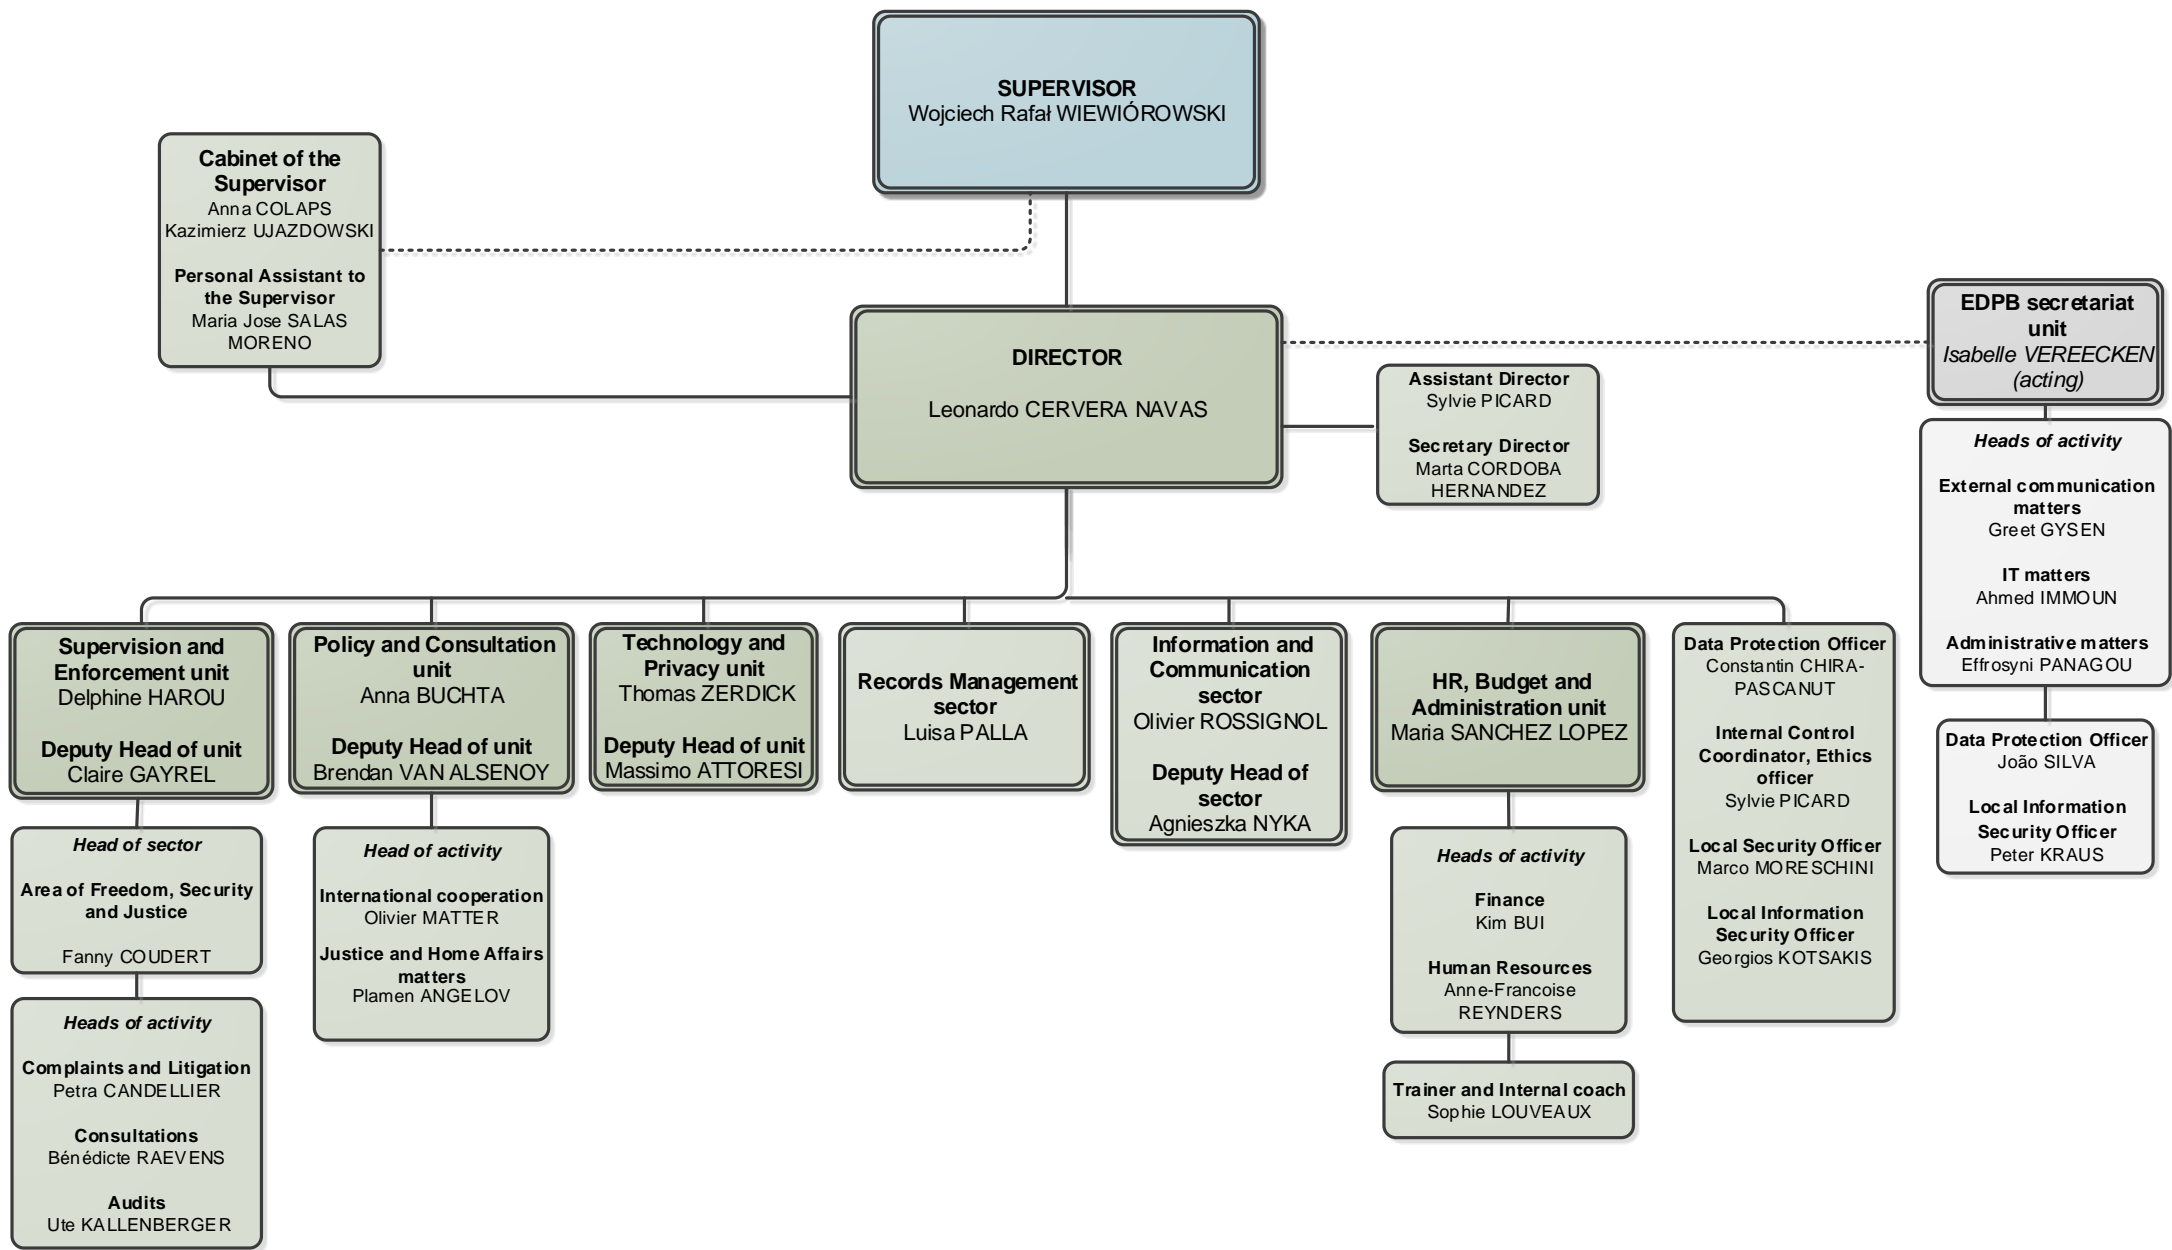 SUPERVISOR
Wojciech Rafał WIEWIÓROWSKI
Cabinet of the
Supervisor
Anna COLAPS
Kazimierz UJAZDOWSKI
Personal Assistant to
the Supervisor
Maria Jose SALAS
MORENO
DIRECTOR
Leonardo CERVERA NAVAS
Assistant Director
Sylvie PICARD
Secretary Director
Marta CORDOBA
HERNANDEZ
EDPB secretariat
unit
Isabelle VEREECKEN
(acting)
Heads of activity
External communication
matters
Greet GYSEN
IT matters
Ahmed IMMOUN
Administrative matters
Effrosyni PANAGOU
Data Protection Officer
João SILVA
Local Information
Security Officer
Peter KRAUS
Supervision and
Enforcement unit
Delphine HAROU
Deputy Head of unit
Claire GAYREL
Head of sector
Area of Freedom, Security
and Justice
Fanny COUDERT
Heads of activity
Complaints and Litigation
Petra CANDELLIER
Consultations
Bénédicte RAEVENS
Audits
Ute KALLENBERGER
Policy and Consultation
unit
Anna BUCHTA
Deputy Head of unit
Brendan VAN ALSENOY
Head of activity
International cooperation
Olivier MATTER
Justice and Home Affairs
matters
Plamen ANGELOV
Technology and
Privacy unit
Thomas ZERDICK
Deputy Head of unit
Massimo ATTORESI
Records Management
sector
Luisa PALLA
Information and
Communication
sector
Olivier ROSSIGNOL
Deputy Head of
sector
Agnieszka NYKA
HR, Budget and
Administration unit
Maria SANCHEZ LOPEZ
Heads of activity
Finance
Kim BUI
Human Resources
Anne-Francoise
REYNDERS
Trainer and Internal coach
Sophie LOUVEAUX
Data Protection Officer
Constantin CHIRA-
PASCANUT
Internal Control
Coordinator, Ethics
officer
Sylvie PICARD
Local Security Officer
Marco MORESCHINI
Local Information
Security Officer
Georgios KOTSAKIS